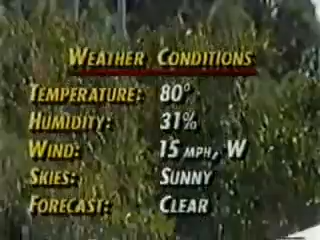 WEATHER CONDITIONS
TEMPERATURE: 80°
HUMIDITY: 31%
WIND: 15 MPH, W
SKIES: SUNNY
FORECAST: CLEAR